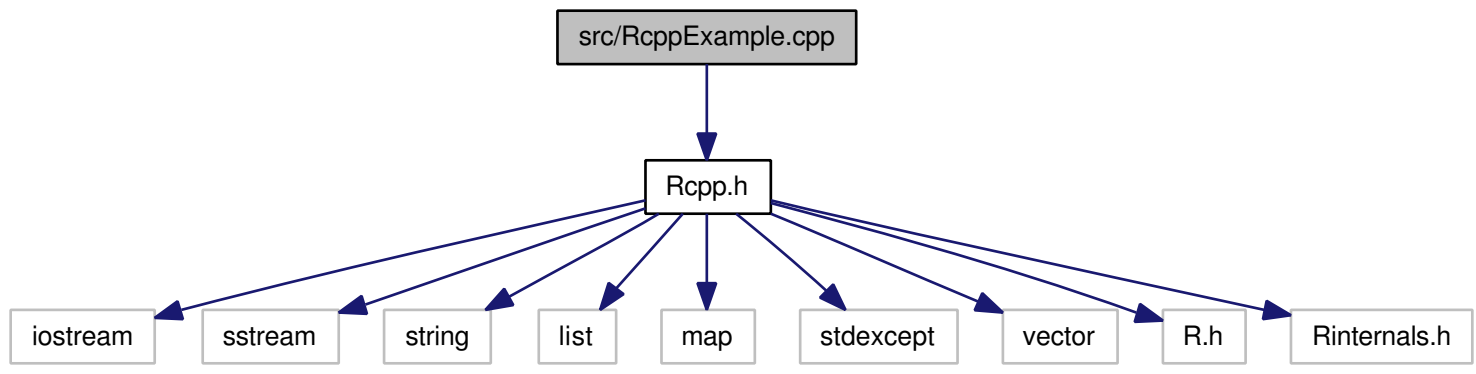 src/RcppExample.cpp
Rcpp.h
iostream sstream string list map stdexcept vector R.h Rinternals.h